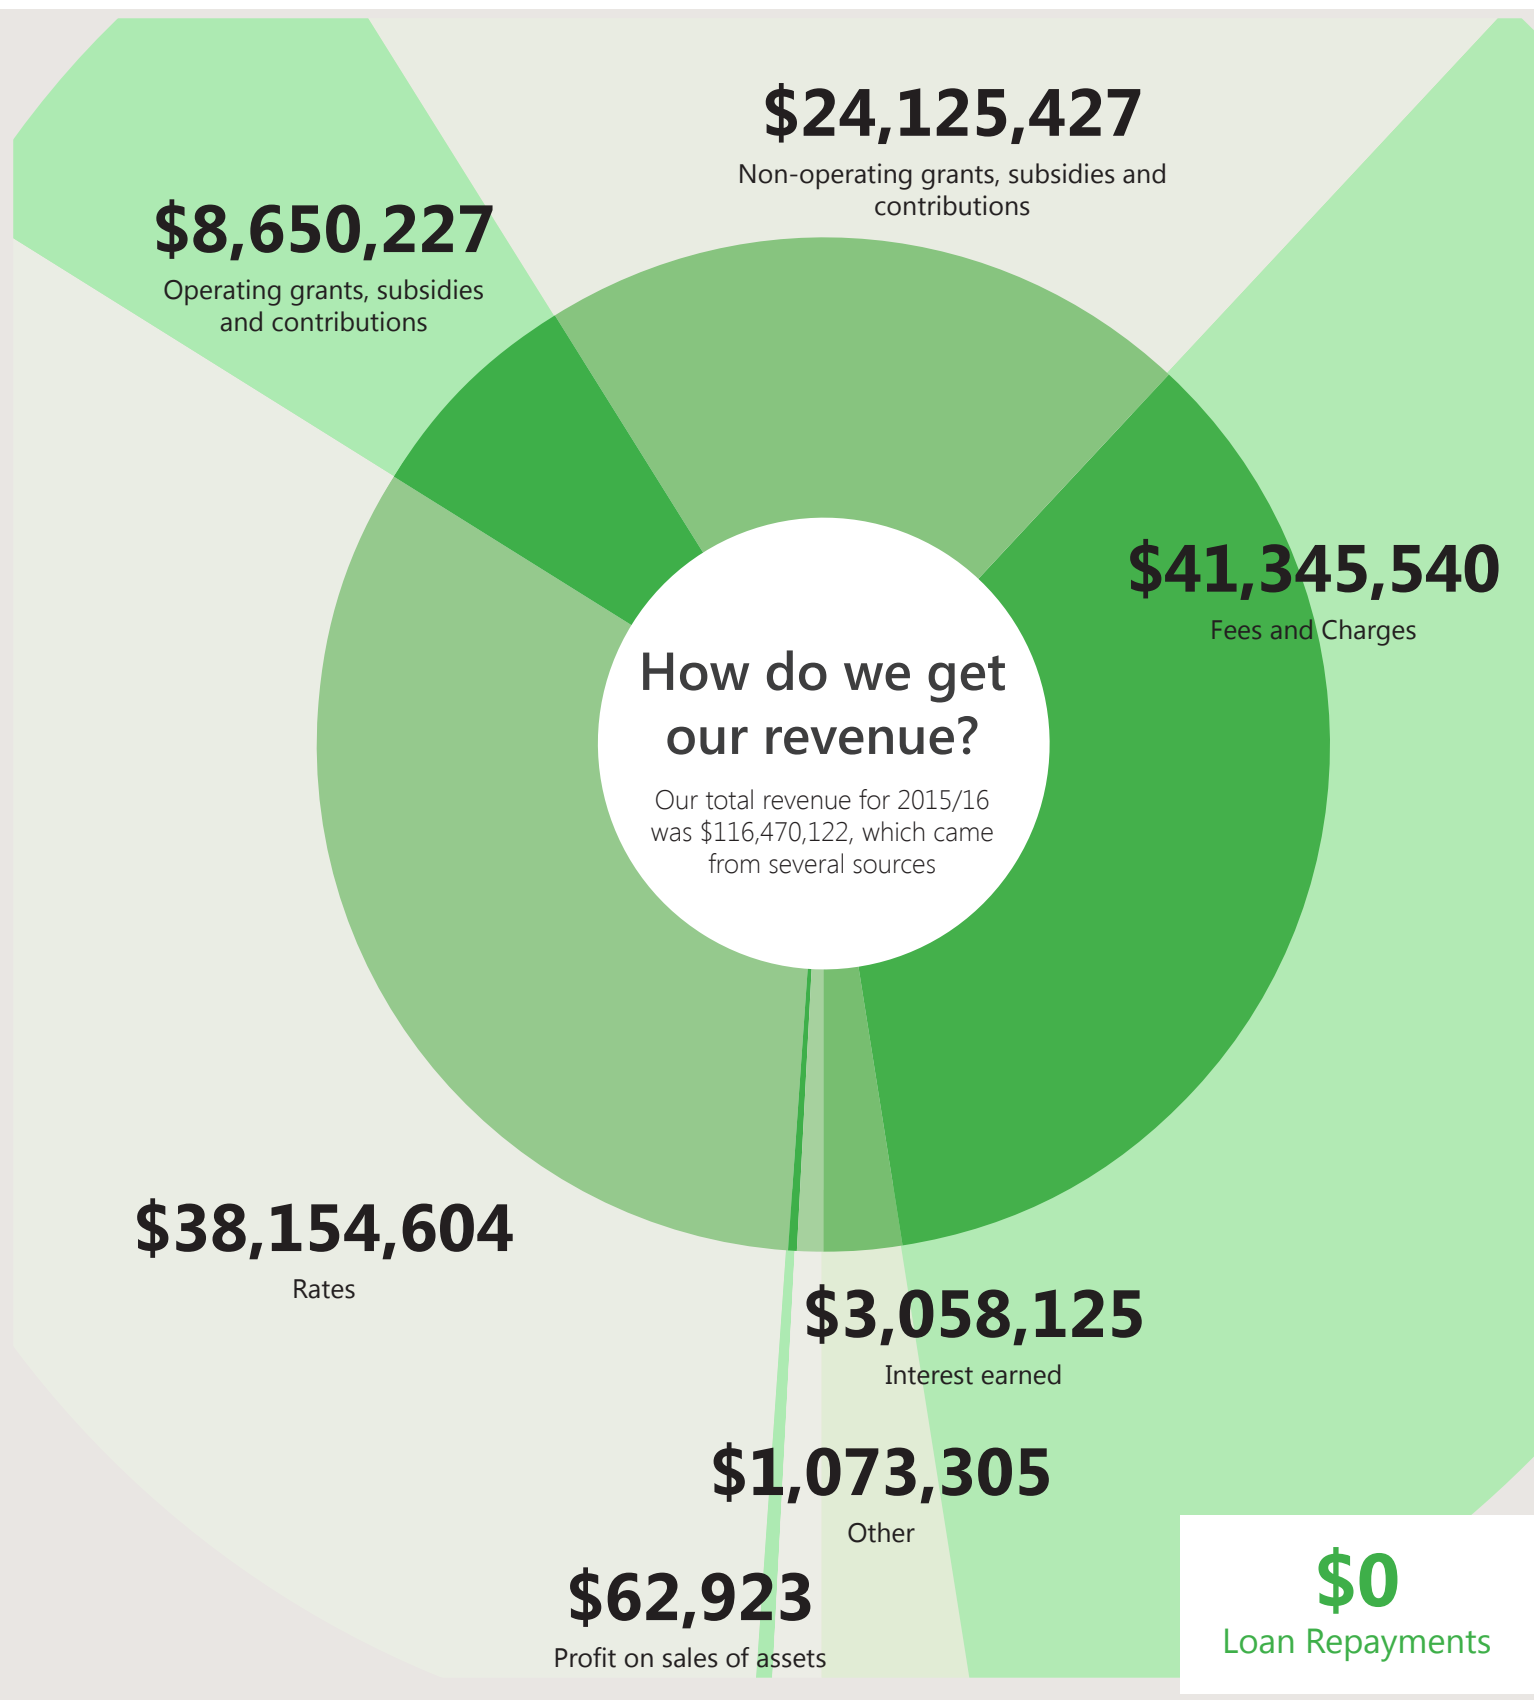 $24,125,427
Non-operating grants, subsidies and
contributions
$8,650,227
Operating grants, subsidies
and contributions
$41,345,540
Fees and Charges
How do we get
our revenue?
Our total revenue for 2015/16
was $116,470,122, which came
from several sources
$38,154,604
Rates
$3,058,125
Interest earned
$1,073,305
Other
$62,923
Profit on sales of assets
$0
Loan Repayments